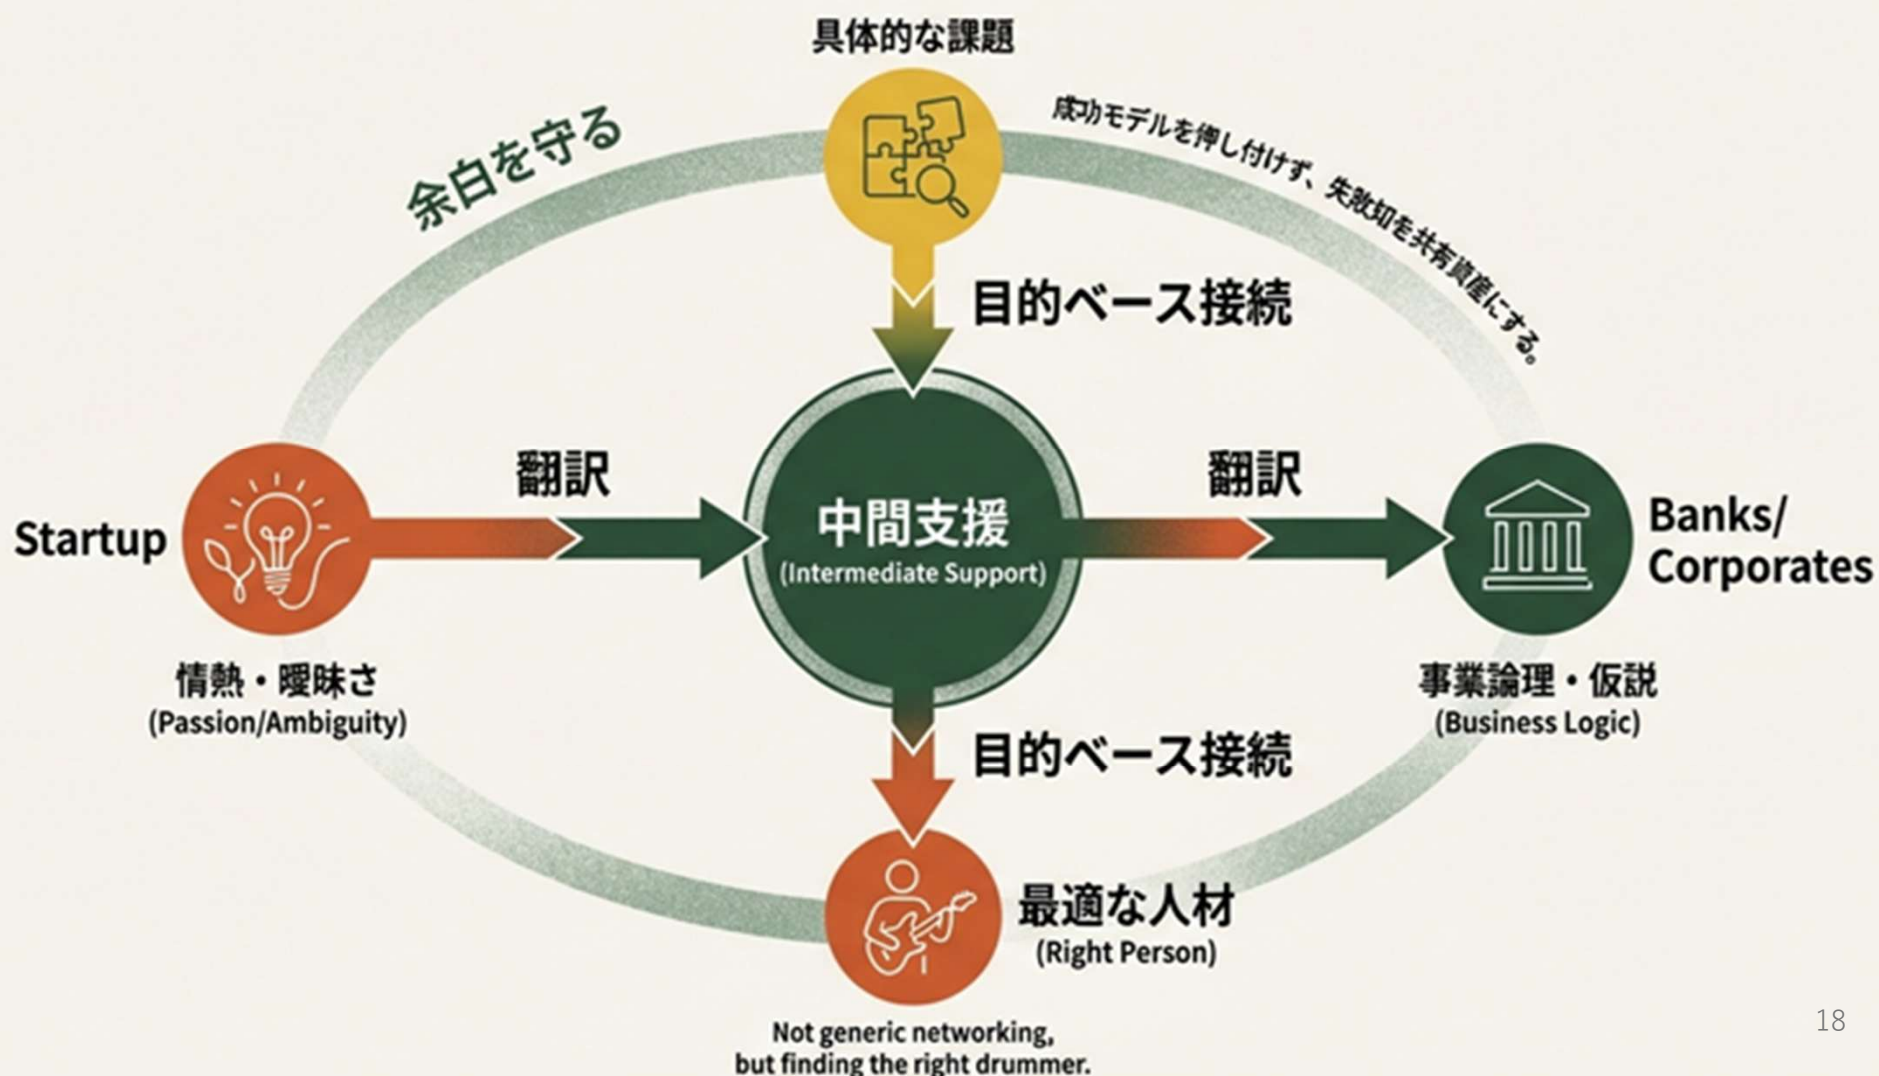 具体的な課題
余白を守る
成功モデルを押し付けず、失敗知を共有資産にする。
目的ベース接続
Startup
翻訳
中間支援
(Intermediate Support)
翻訳
Banks/
Corporates
情熱・曖昧さ
(Passion/Ambiguity)
事業論理・仮説
(Business Logic)
目的ベース接続
最適な人材
(Right Person)
Not generic networking,
but finding the right drummer.
18